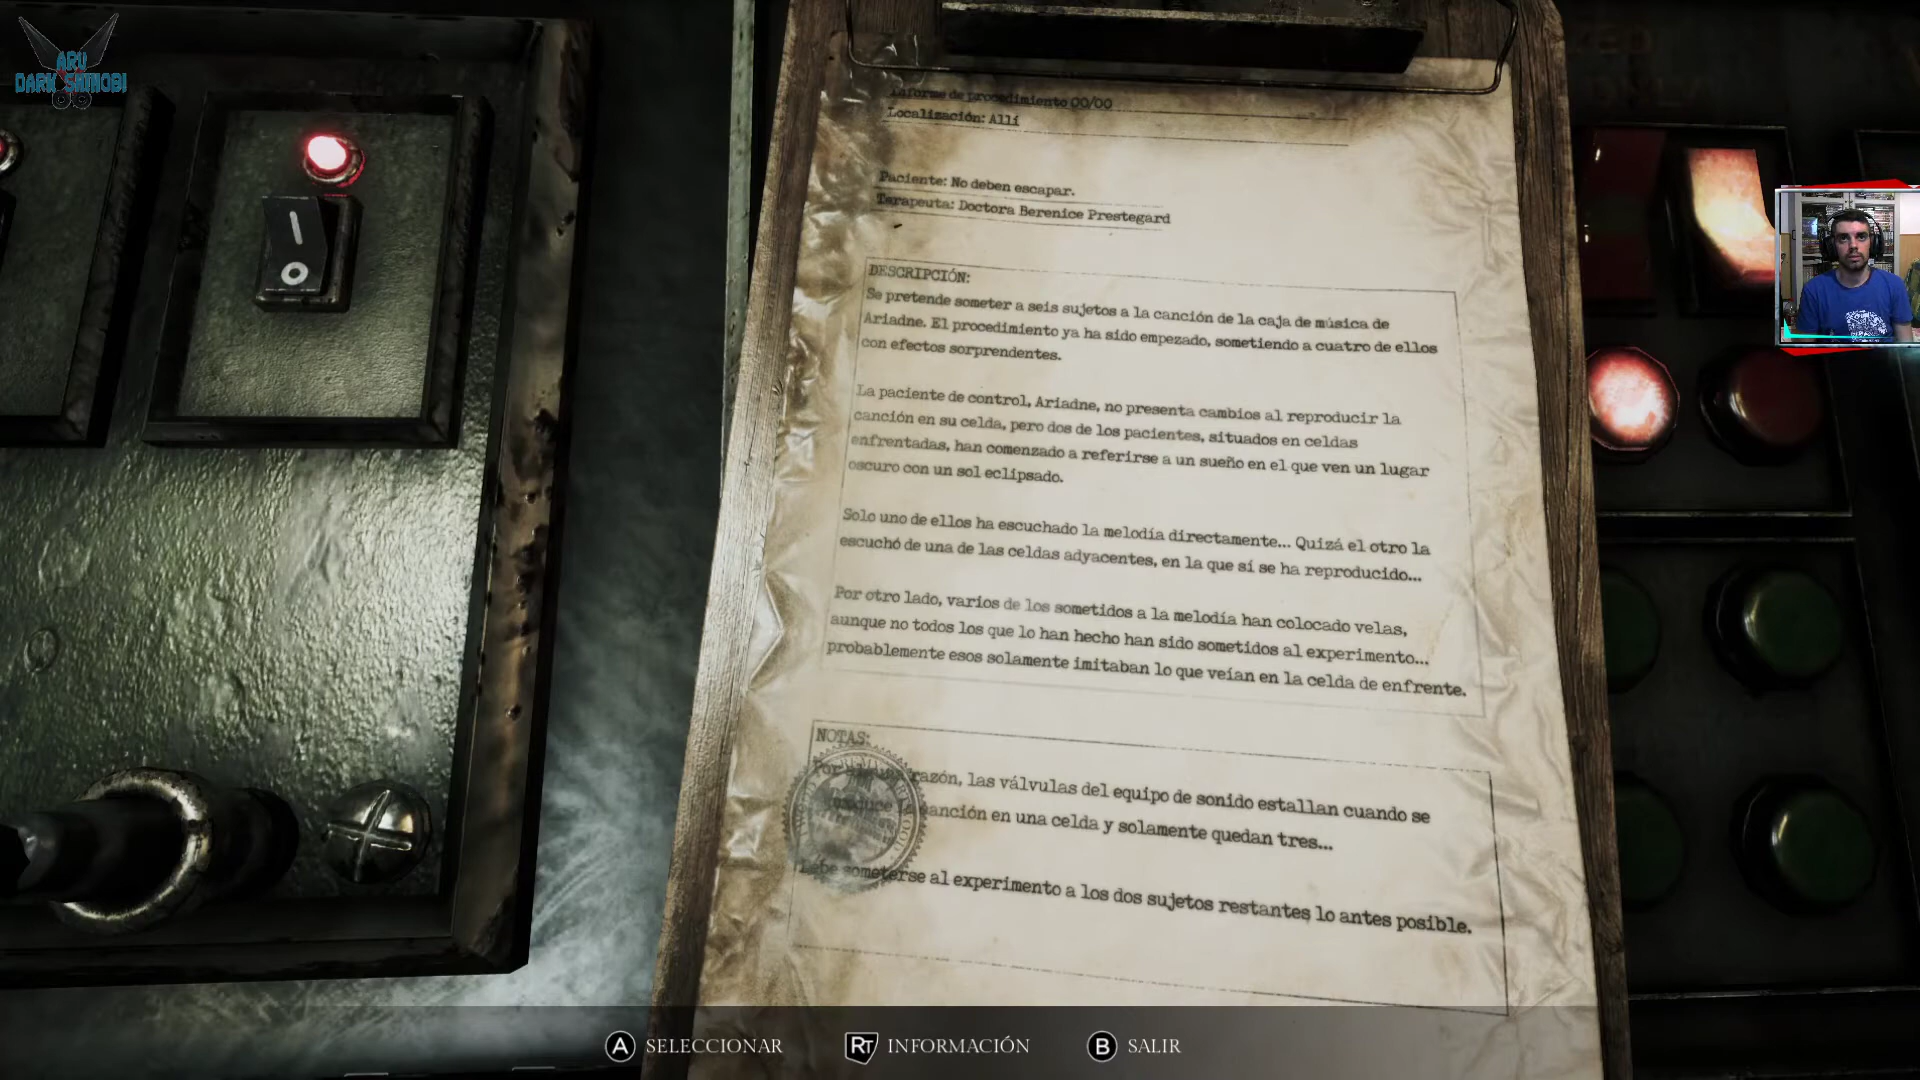 ARU
DARK SHINOBI
Informe de procedimiento 00/00
Localización: Allí
Paciente: No deben escapar.
Terapeuta: Doctora Berenice Prestegard
DESCRIPCIÓN:
Se pretende someter a seis sujetos a la canción de la caja de música de
Ariadne. El procedimiento ya ha sido empezado, sometiendo a cuatro de ellos
con efectos sorprendentes.
La paciente de control, Ariadne, no presenta cambios al reproducir la
canción en su celda, pero dos de los pacientes, situados en celdas
enfrentadas, han comenzado a referirse a un sueño en el que ven un lugar
oscuro con un sol eclipsado.
Solo uno de ellos ha escuchado la melodía directamente... Quizá el otro la
escuchó de una de las celdas adyacentes, en la que sí se ha reproducido...
Por otro lado, varios de los sometidos a la melodía han colocado velas,
aunque no todos los que lo han hecho han sido sometidos al experimento...
probablemente esos solamente imitaban lo que veían en la celda de enfrente.
NOTAS:
Por razón, las válvulas del equipo de sonido estallan cuando se
canción en una celda y solamente quedan tres...
Debe someterse al experimento a los dos sujetos restantes lo antes posible.
A SELECCIONAR RT INFORMACIÓN B SALIR